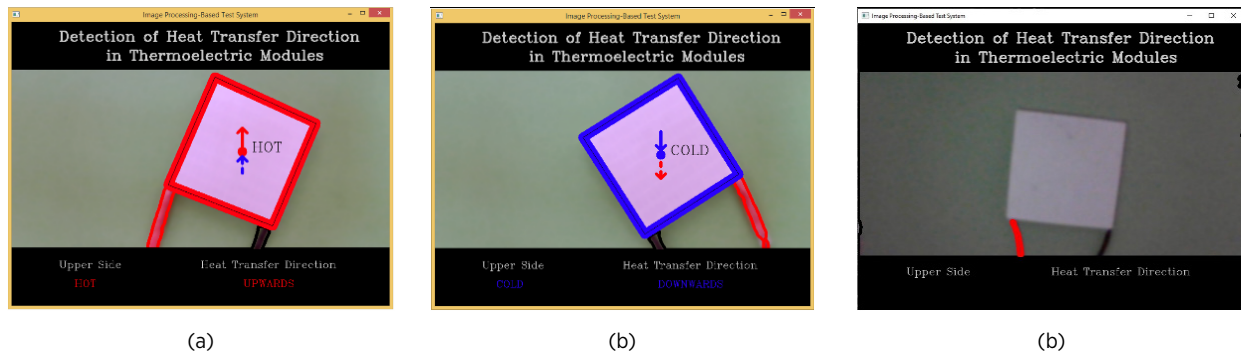 Image Processing-Based Test System
Detection of Heat Transfer Direction
in Thermoelectric Modules
HOT
Upper Side
Heat Transfer Direction
HOT
UPWARDS
(a)
Image Processing-Based Test System
Detection of Heat Transfer Direction
in Thermoelectric Modules
COLD
Upper Side
Heat Transfer Direction
COLD
DOWNWARDS
(b)
Image Processing-Based Test System
Detection of Heat Transfer Direction
in Thermoelectric Modules
Upper Side
Heat Transfer Direction
(b)